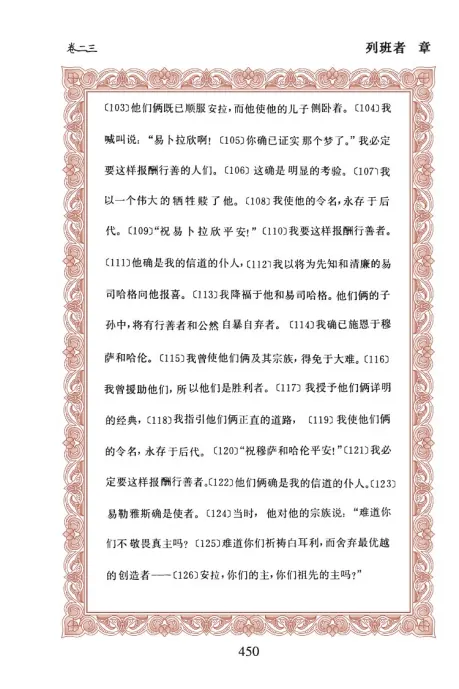 卷二三
列班者 章
〔103〕他们俩既已顺服安拉，而他使他的儿子侧卧着。〔104〕我
喊叫说：“易卜拉欣啊！〔105〕你确已证实那个梦了。”我必定
要这样报酬行善的人们。〔106〕这确是明显的考验。〔107〕我
以一个伟大的牺牲赎了他。〔108〕我使他的令名，永存于后
代。〔109〕“祝易卜拉欣平安！”〔110〕我要这样报酬行善者。
〔111〕他确是我的信道的仆人，〔112〕我以将为先知和清廉的易
司哈格向他报喜。〔113〕我降福于他和易司哈格。他们俩的子
孙中，将有行善者和公然自暴自弃者。〔114〕我确已施恩于穆
萨和哈伦。〔115〕我曾使他们俩及其宗族，得免于大难。〔116〕
我曾援助他们，所以他们是胜利者。〔117〕我授予他们俩详明
的经典，〔118〕我指引他们俩正直的道路，〔119〕我使他们俩
的令名，永存于后代。〔120〕“祝穆萨和哈伦平安！”〔121〕我必
定要这样报酬行善者。〔122〕他们俩确是我的信道的仆人。〔123〕
易勒雅斯确是使者。〔124〕当时，他对他的宗族说：“难道你
们不敬畏真主吗？〔125〕难道你们祈祷白耳利，而舍弃最优越
的创造者——〔126〕安拉，你们的主，你们祖先的主吗？”
450